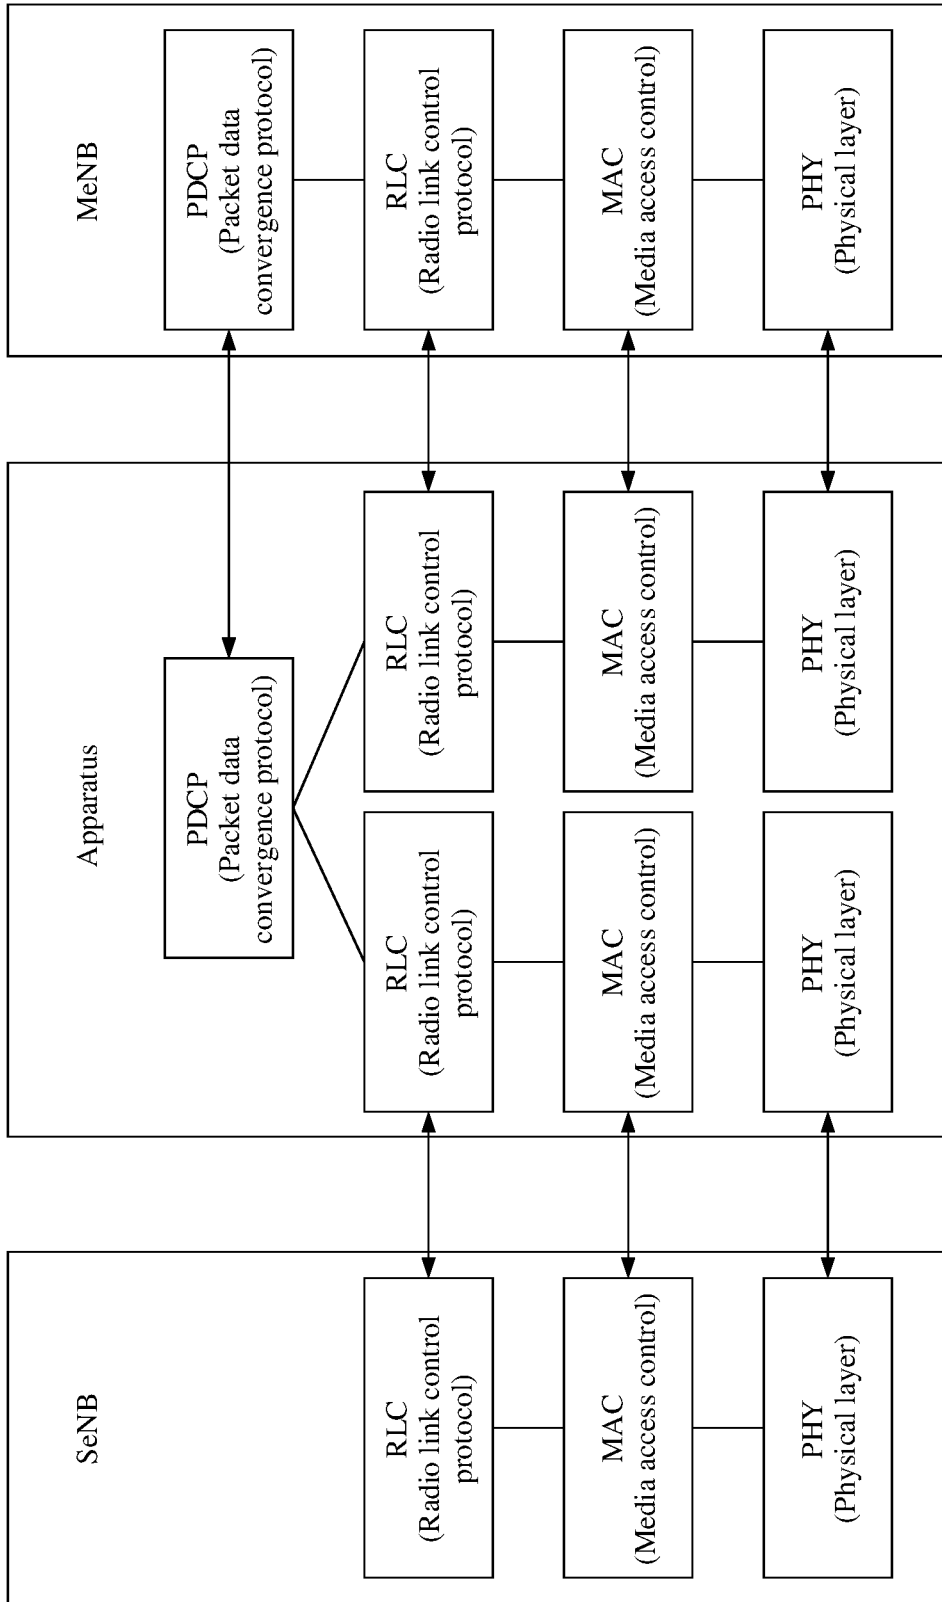 SeNB
RLC
(Radio link control
protocol)
MAC
(Media access control)
PHY
(Physical layer)
Apparatus
PDCP
(Packet data
convergence protocol)
RLC
(Radio link control
protocol)
MAC
(Media access control)
PHY
(Physical layer)
RLC
(Radio link control
protocol)
MAC
(Media access control)
PHY
(Physical layer)
MeNB
PDCP
(Packet data
convergence protocol)
RLC
(Radio link control
protocol)
MAC
(Media access control)
PHY
(Physical layer)